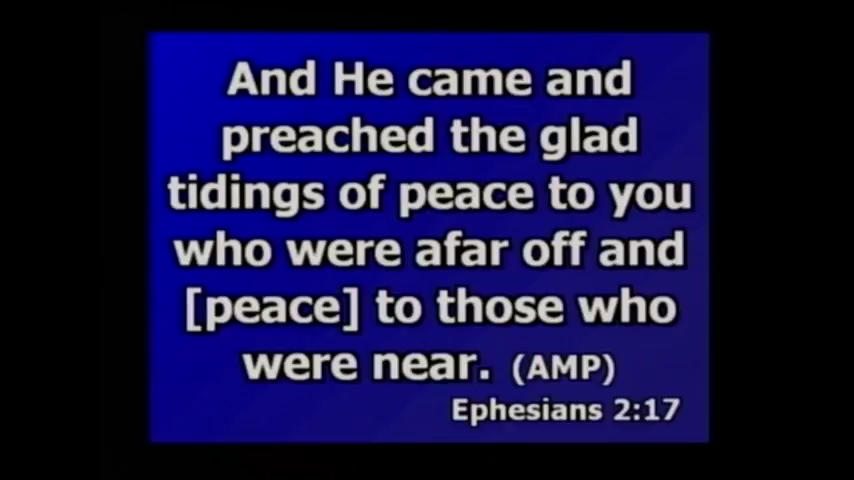 And He came and
preached the glad
tidings of peace to you
who were afar off and
[peace] to those who
were near. (AMP)
Ephesians 2:17